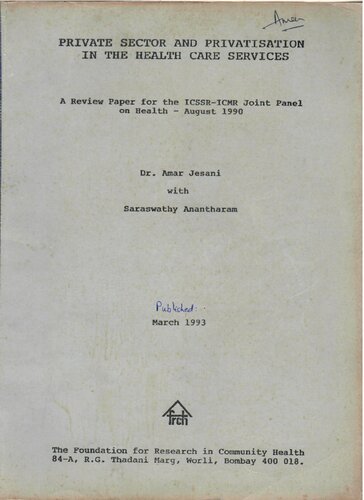 Amar
PRIVATE SECTOR AND PRIVATISATION
IN THE HEALTH CARE SERVICES
A Review Paper for the ICSSR-ICMR Joint Panel
on Health - August 1990
Dr. Amar Jesani
with
Saraswathy Anantharam
Published:
March 1993
frch
The Foundation for Research in Community Health
84-A, R.G. Thadani Marg, Worli, Bombay 400 018.